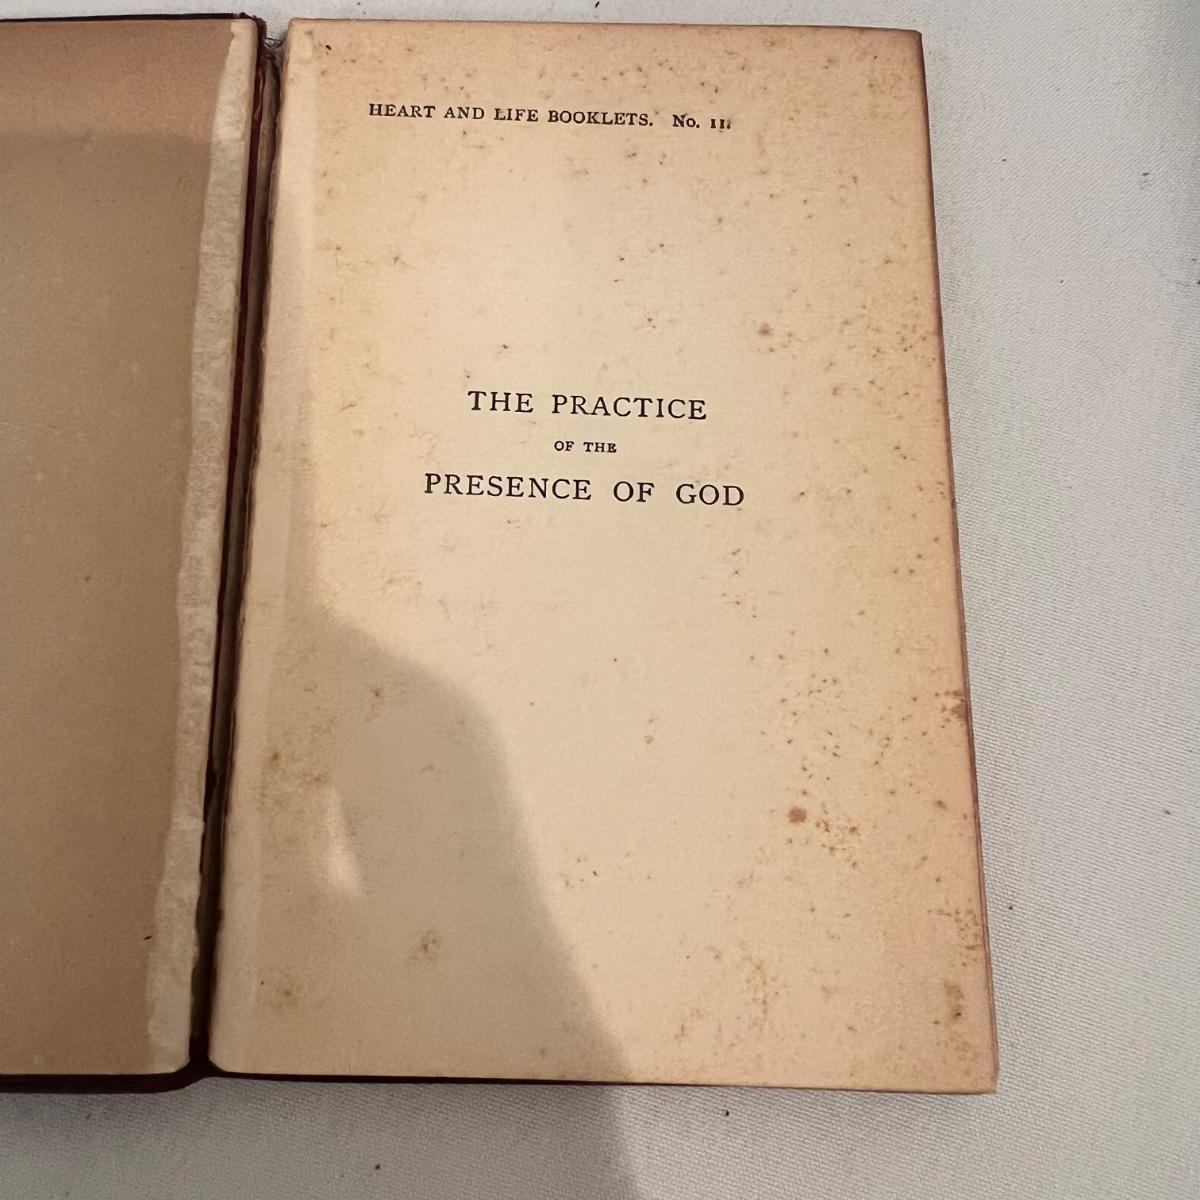 HEART AND LIFE BOOKLETS. No. 11.
THE PRACTICE
OF THE
PRESENCE OF GOD